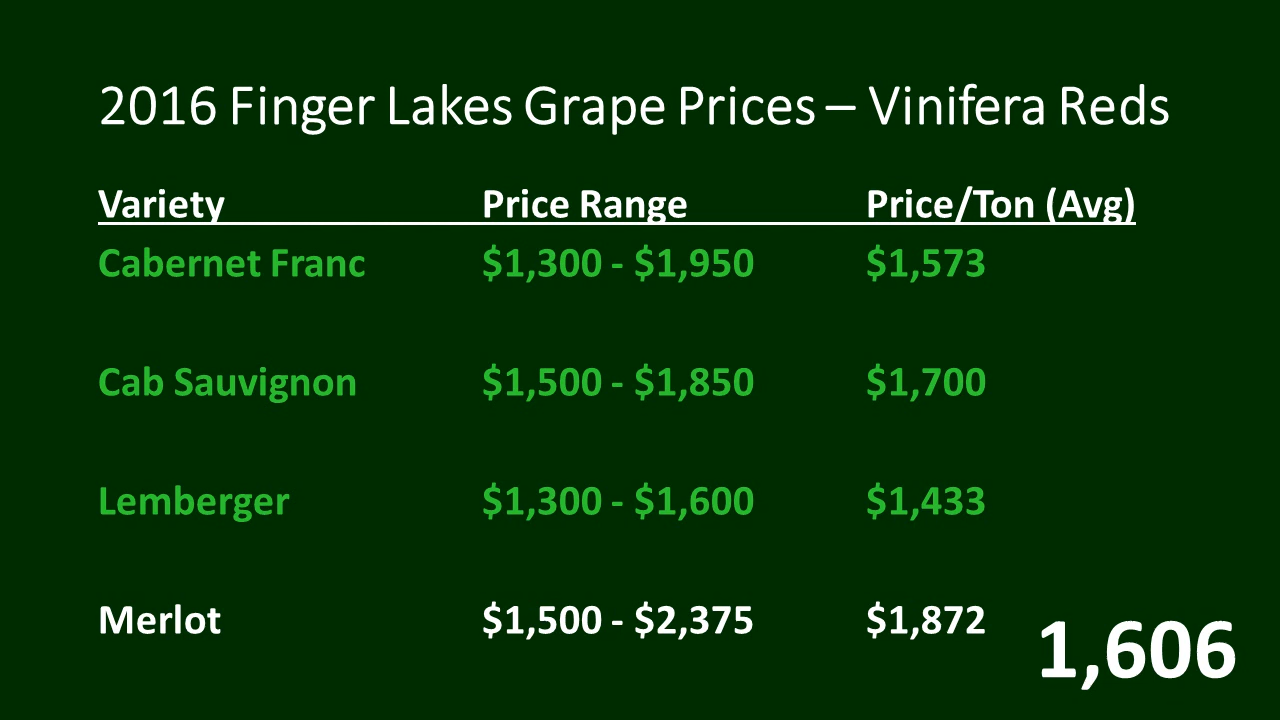 2016 Finger Lakes Grape Prices – Vinifera Reds
Variety Price Range Price/Ton (Avg)
Cabernet Franc $1,300 - $1,950 $1,573
Cab Sauvignon $1,500 - $1,850 $1,700
Lemberger $1,300 - $1,600 $1,433
Merlot $1,500 - $2,375 $1,872
1,606